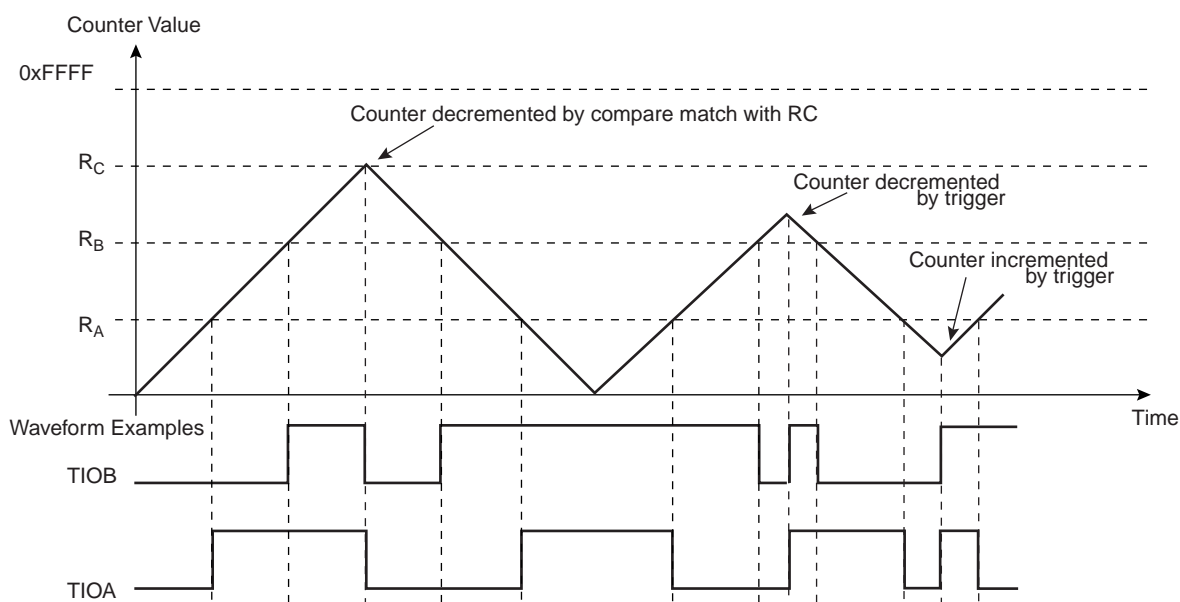 Counter Value
0xFFFF
Counter decremented by compare match with RC
RC
Counter decremented
by trigger
RB
Counter incremented
by trigger
RA
Time
Waveform Examples
TIOB
TIOA